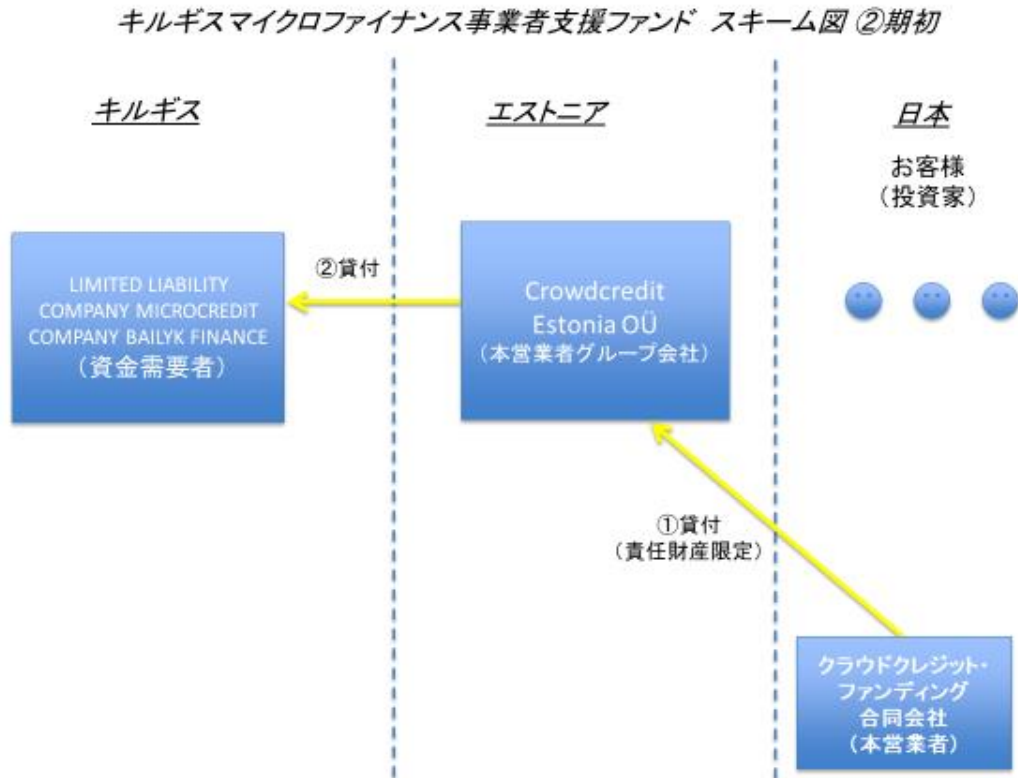 キルギスマイクロファイナンス事業者支援ファンド スキーム図 ②期初
キルギス
エストニア
日本
お客様
（投資家）
LIMITED LIABILITY
COMPANY MICROCREDIT
COMPANY BAILYK FINANCE
（資金需要者）
②貸付
Crowdcredit
Estonia OÜ
（本営業者グループ会社）
①貸付
（責任財産限定）
クラウドクレジット・
ファンディング
合同会社
（本営業者）